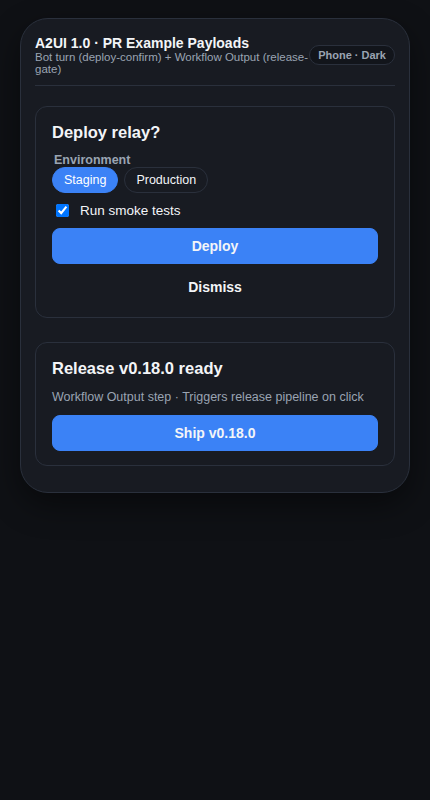 A2UI 1.0 · PR Example Payloads
Bot turn (deploy-confirm) + Workflow Output (release-
gate)
Phone · Dark
Deploy relay?
Environment
Staging
Production
Run smoke tests
Deploy
Dismiss
Release v0.18.0 ready
Workflow Output step · Triggers release pipeline on click
Ship v0.18.0